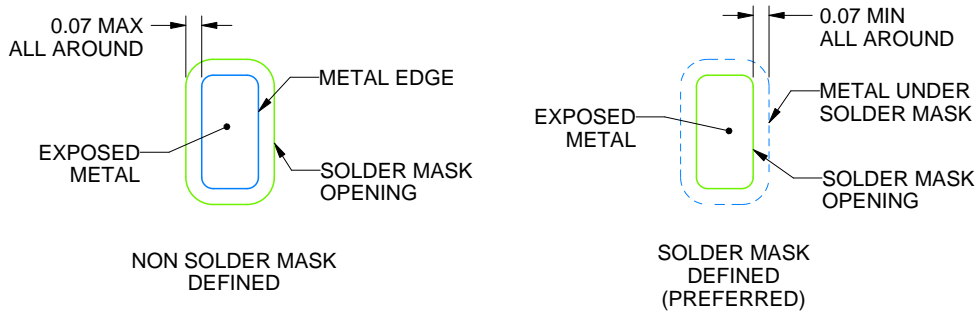 0.07 MAX
ALL AROUND
METAL EDGE
EXPOSED
METAL
SOLDER MASK
OPENING
NON SOLDER MASK
DEFINED
0.07 MIN
ALL AROUND
METAL UNDER
SOLDER MASK
EXPOSED
METAL
SOLDER MASK
OPENING
SOLDER MASK
DEFINED
(PREFERRED)